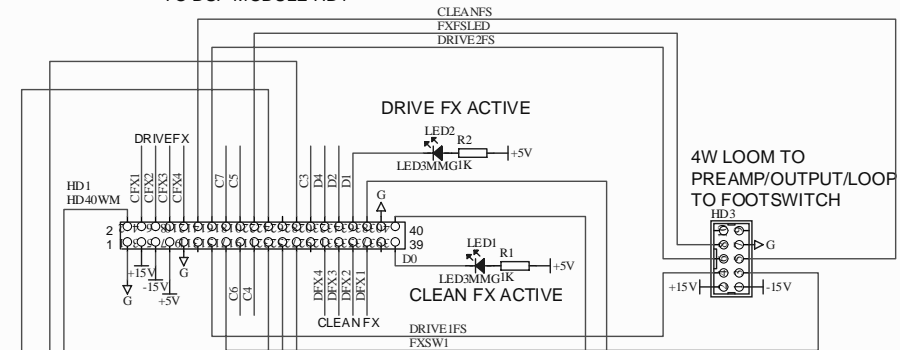 CLEANFS
FXFSLED
DRIVE2FS
DRIVE FX ACTIVE
LED2
R2
LED3MMG
1K
+5V
DRIVEFX
CFX1
CFX2
CFX3
CFX4
C7
C5
C3
D4
D2
D1
HD1
HD40WM
G
2
40
1
39
D0
+15V
-15V
+5V
G
G
C6
C4
DFX4
DFX3
DFX2
DFX1
CLEAN FX
LED1
R1
LED3MMG
1K
+5V
CLEAN FX ACTIVE
4W LOOM TO
PREAMP/OUTPUT/LOOP
TO FOOTSWITCH
HD3
G
+15V
-15V
DRIVE1FS
FXSW1